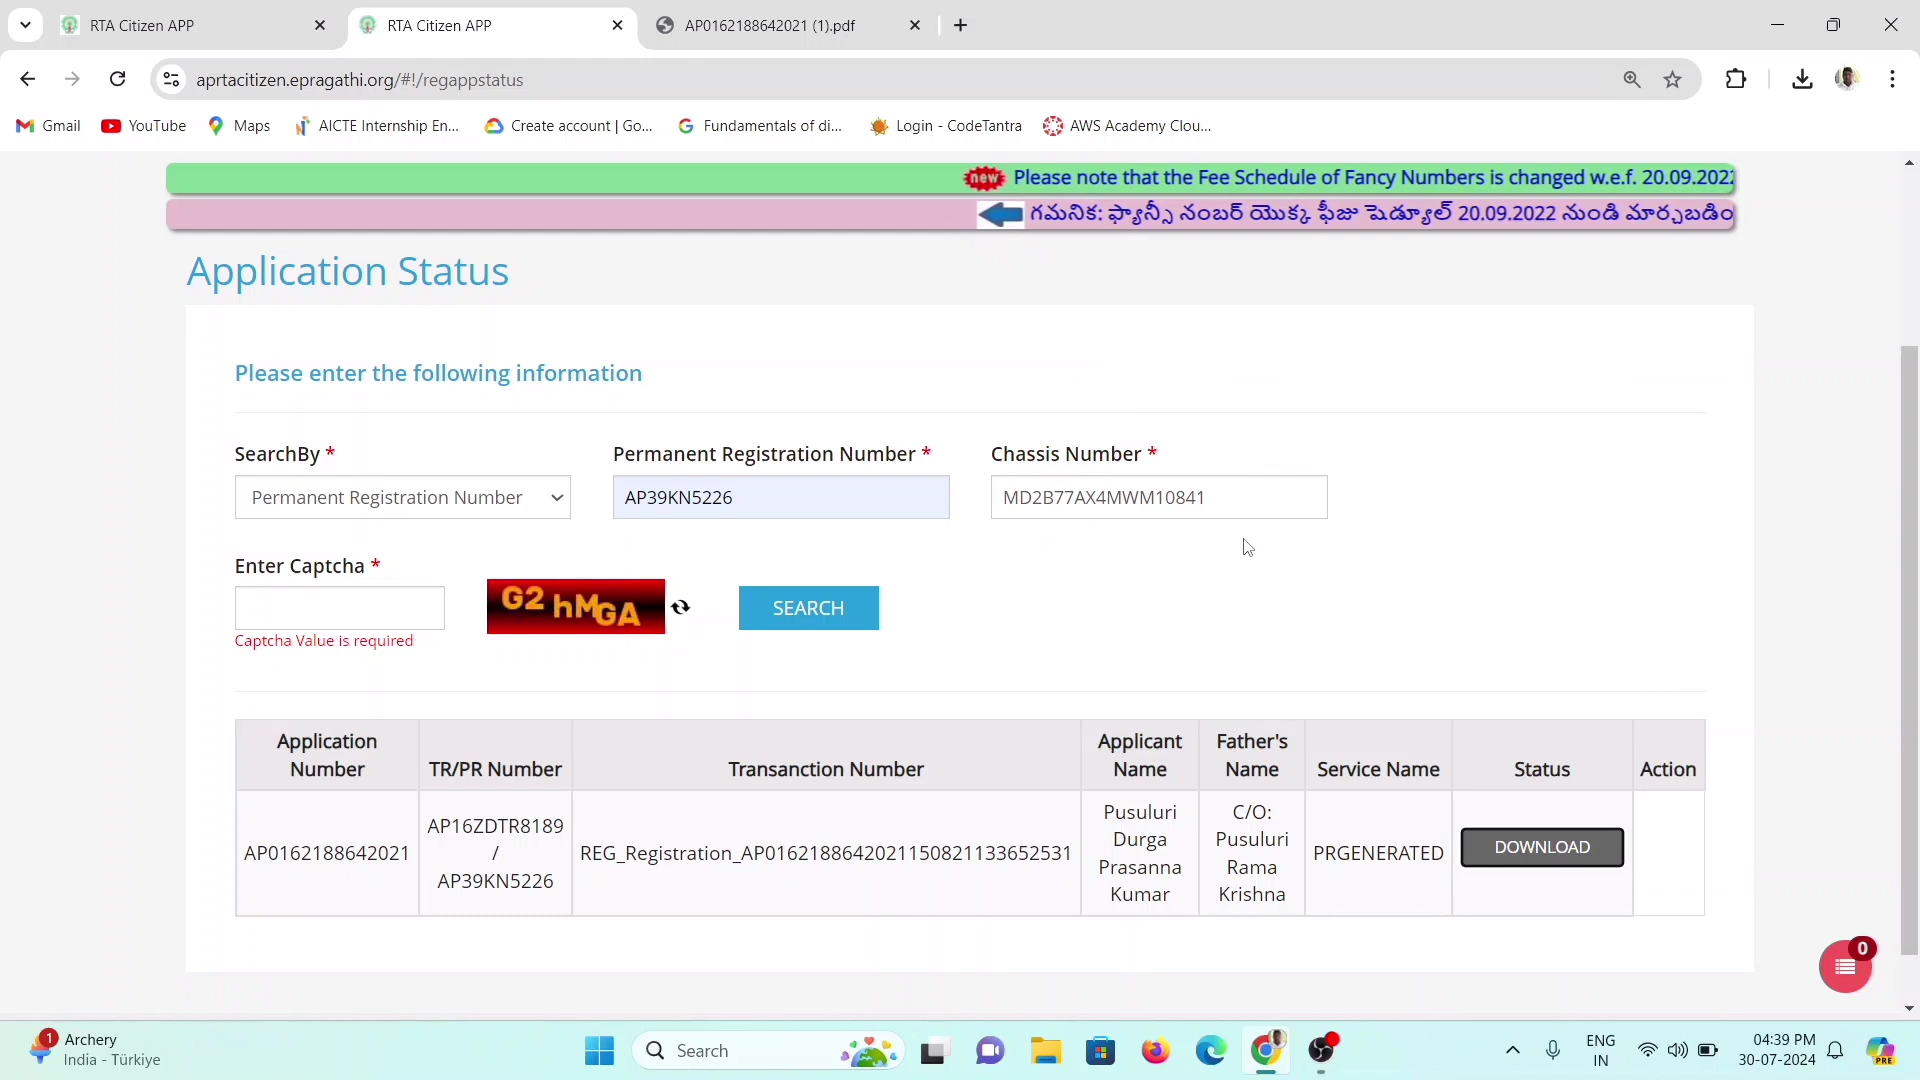 RTA Citizen APP
RTA Citizen APP
AP0162188642021 (1).pdf
aprtacitizen.epragathi.org/#!/regappstatus
Gmail
YouTube
Maps
AICTE Internship En...
Create account | Go...
Fundamentals of di...
Login - CodeTantra
AWS Academy Clou...
new Please note that the Fee Schedule of Fancy Numbers is changed w.e.f. 20.09.2022
గమనిక: ఫ్యాన్సీ నంబర్ యొక్క ఫీజు షెడ్యూల్ 20.09.2022 నుండి మార్చబడిం
Application Status
Please enter the following information
SearchBy *
Permanent Registration Number *
Chassis Number *
Permanent Registration Number
AP39KN5226
MD2B77AX4MWM10841
Enter Captcha *
G2 hMGA
SEARCH
Captcha Value is required
Application Number
TR/PR Number
Transanction Number
Applicant Name
Father's Name
Service Name
Status
Action
AP0162188642021
AP16ZDTR8189
/
AP39KN5226
REG_Registration_AP016218864202115082113365​2531
Pusuluri
Durga
Prasanna
Kumar
C/O:
Pusuluri
Rama
Krishna
PRGENERATED
DOWNLOAD
0
1
Archery
India - Türkiye
Search
ENG
IN
04:39 PM
30-07-2024
PRE